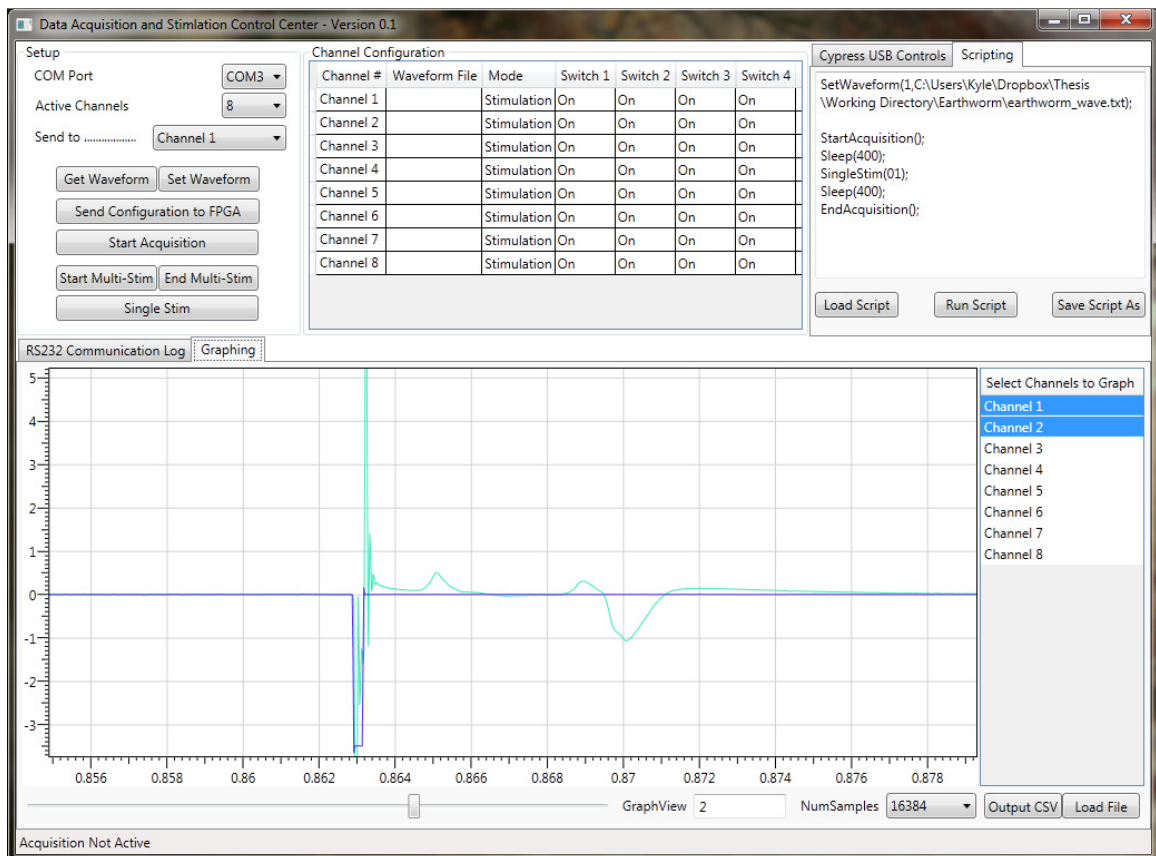 Data Acquisition and Stimlation Control Center - Version 0.1
Setup
COM Port COM3
Active Channels 8
Send to .................. Channel 1
Get Waveform Set Waveform
Send Configuration to FPGA
Start Acquisition
Start Multi-Stim End Multi-Stim
Single Stim
Channel Configuration
Channel # Waveform File Mode Switch 1 Switch 2 Switch 3 Switch 4
Channel 1 Stimulation On On On On
Channel 2 Stimulation On On On On
Channel 3 Stimulation On On On On
Channel 4 Stimulation On On On On
Channel 5 Stimulation On On On On
Channel 6 Stimulation On On On On
Channel 7 Stimulation On On On On
Channel 8 Stimulation On On On On
Cypress USB Controls Scripting
SetWaveform(1,C:\Users\Kyle\Dropbox\Thesis
\Working Directory\Earthworm\earthworm_wave.txt);
StartAcquisition();
Sleep(400);
SingleStim(01);
Sleep(400);
EndAcquisition();
Load Script Run Script Save Script As
RS232 Communication Log Graphing
5
4
3
2
1
0
-1
-2
-3
0.856 0.858 0.86 0.862 0.864 0.866 0.868 0.87 0.872 0.874 0.876 0.878
Select Channels to Graph
Channel 1
Channel 2
Channel 3
Channel 4
Channel 5
Channel 6
Channel 7
Channel 8
GraphView 2 NumSamples 16384 Output CSV Load File
Acquisition Not Active